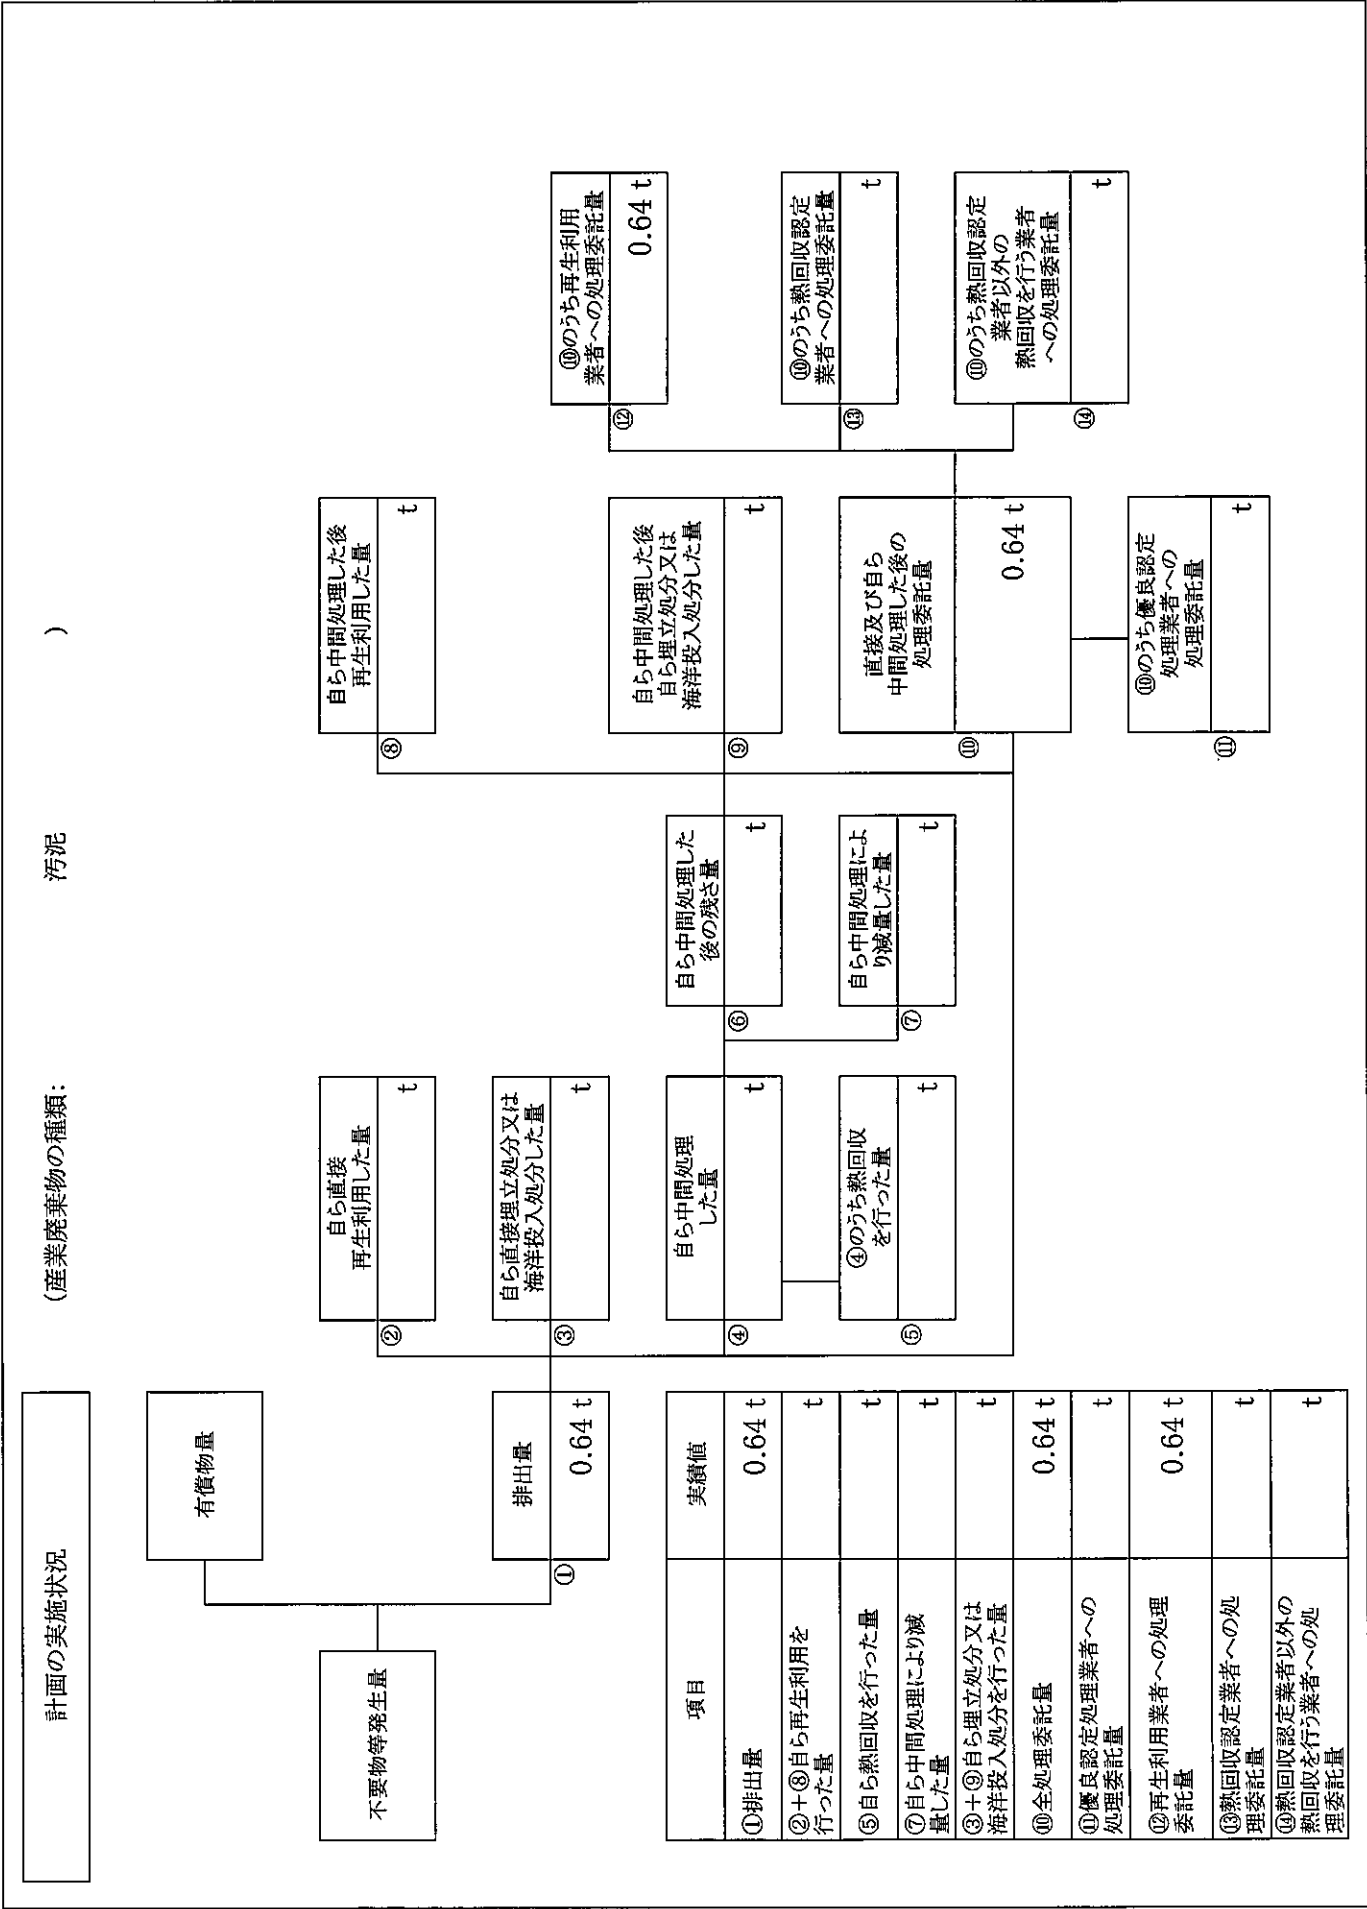 計画の実施状況
(産業廃棄物の種類:
汚泥
)
不要物等発生量
有償物量
①
排出量
0.64 t
②
自ら直接
再生利用した量
t
③
自ら直接埋立処分又は
海洋投入処分した量
t
④
自ら中間処理
した量
t
⑤
④のうち熱回収
を行った量
t
⑥
自ら中間処理した
後の残さ量
t
⑦
自ら中間処理によ
り減量した量
t
⑧
自ら中間処理した後
再生利用した量
t
⑨
自ら中間処理した後
自ら埋立処分又は
海洋投入処分した量
t
⑩
直接及び自ら
中間処理した後の
処理委託量
0.64 t
⑪
⑩のうち優良認定
処理業者への
処理委託量
t
⑫
⑩のうち再生利用
業者への処理委託量
0.64 t
⑬
⑩のうち熱回収認定
業者への処理委託量
t
⑭
⑩のうち熱回収認定
業者以外の
熱回収を行う業者
への処理委託量
t
項目 実績値
①排出量 0.64 t
②+⑧自ら再生利用を
行った量 t
⑤自ら熱回収を行った量 t
⑦自ら中間処理により減
量した量 t
③+⑨自ら埋立処分又は
海洋投入処分を行った量 t
⑩全処理委託量 0.64 t
⑪優良認定処理業者への
処理委託量 t
⑫再生利用業者への処理
委託量 0.64 t
⑬熱回収認定業者への処
理委託量 t
⑭熱回収認定業者以外の
熱回収を行う業者への処
理委託量 t